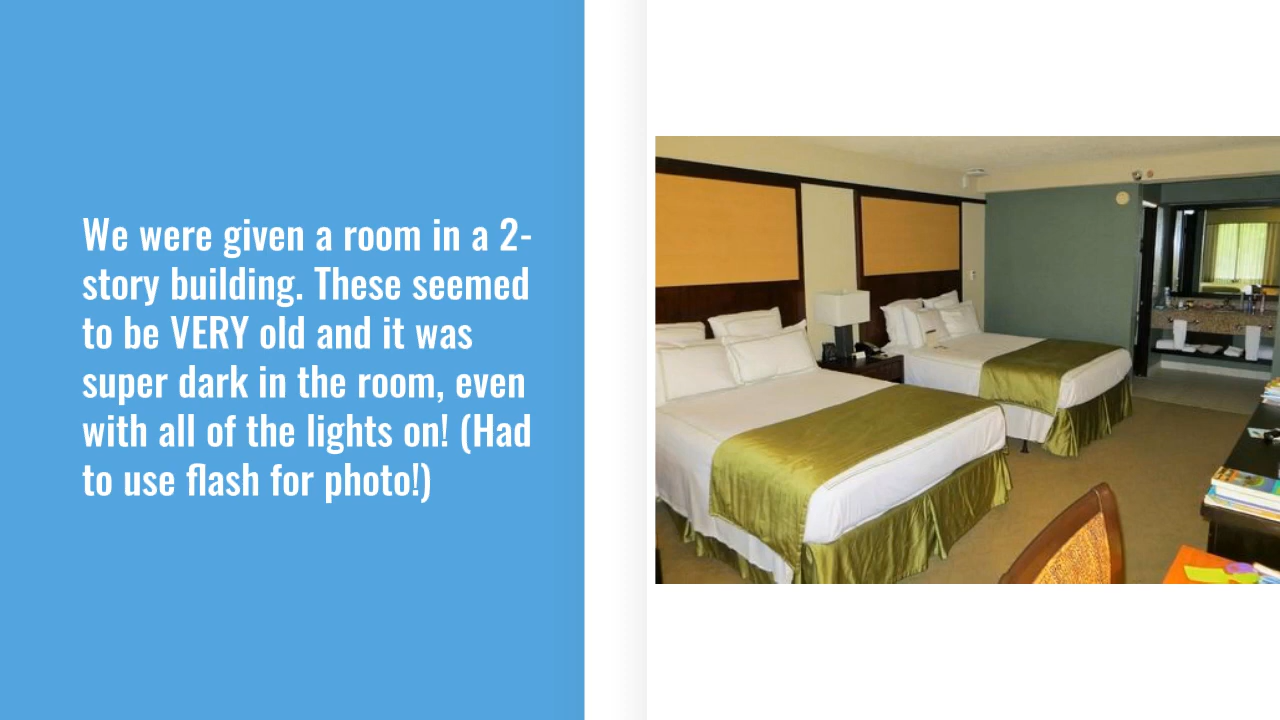 We were given a room in a 2-
story building. These seemed
to be VERY old and it was
super dark in the room, even
with all of the lights on! (Had
to use flash for photo!)